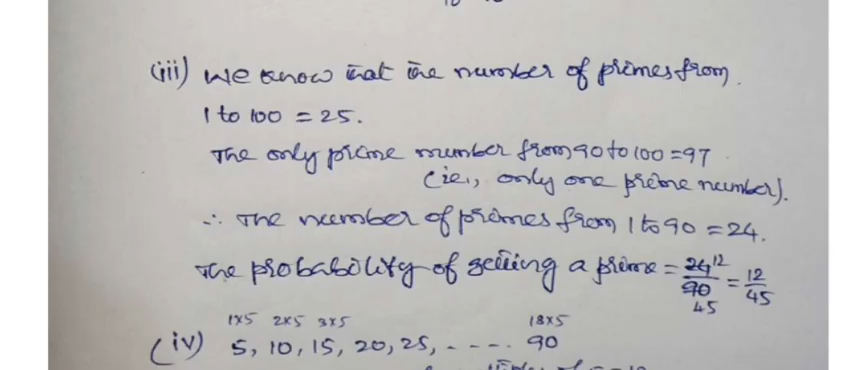 (iii) We know that the number of primes from
1 to 100 = 25.
The only prime number from 90 to 100 = 97
(ie., only one prime number).
∴ The number of primes from 1 to 90 = 24.
The probability of getting a prime = 24/90 = 12/45
12
45
1x5 2x5 3x5 18x5
(iv) 5, 10, 15, 20, 25, ..... 90